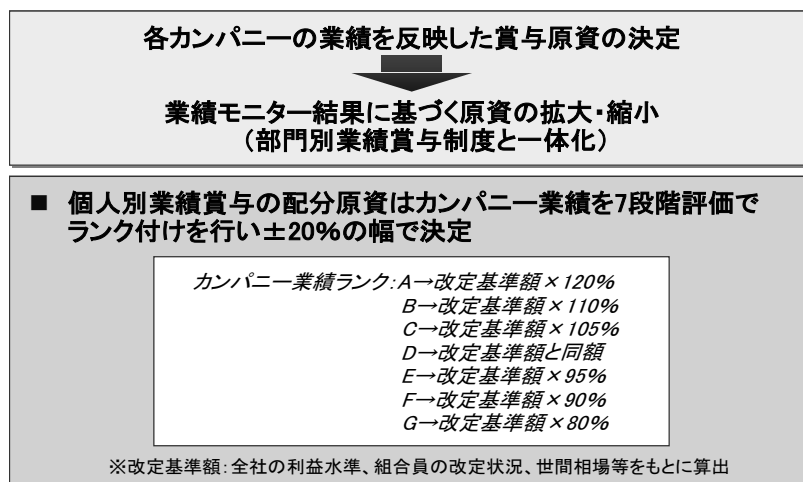 各カンパニーの業績を反映した賞与原資の決定
業績モニター結果に基づく原資の拡大・縮小
（部門別業績賞与制度と一体化）
■ 個人別業績賞与の配分原資はカンパニー業績を7段階評価で
ランク付けを行い±20%の幅で決定
カンパニー業績ランク：A→改定基準額×120%
B→改定基準額×110%
C→改定基準額×105%
D→改定基準額と同額
E→改定基準額×95%
F→改定基準額×90%
G→改定基準額×80%
※改定基準額：全社の利益水準、組合員の改定状況、世間相場等をもとに算出